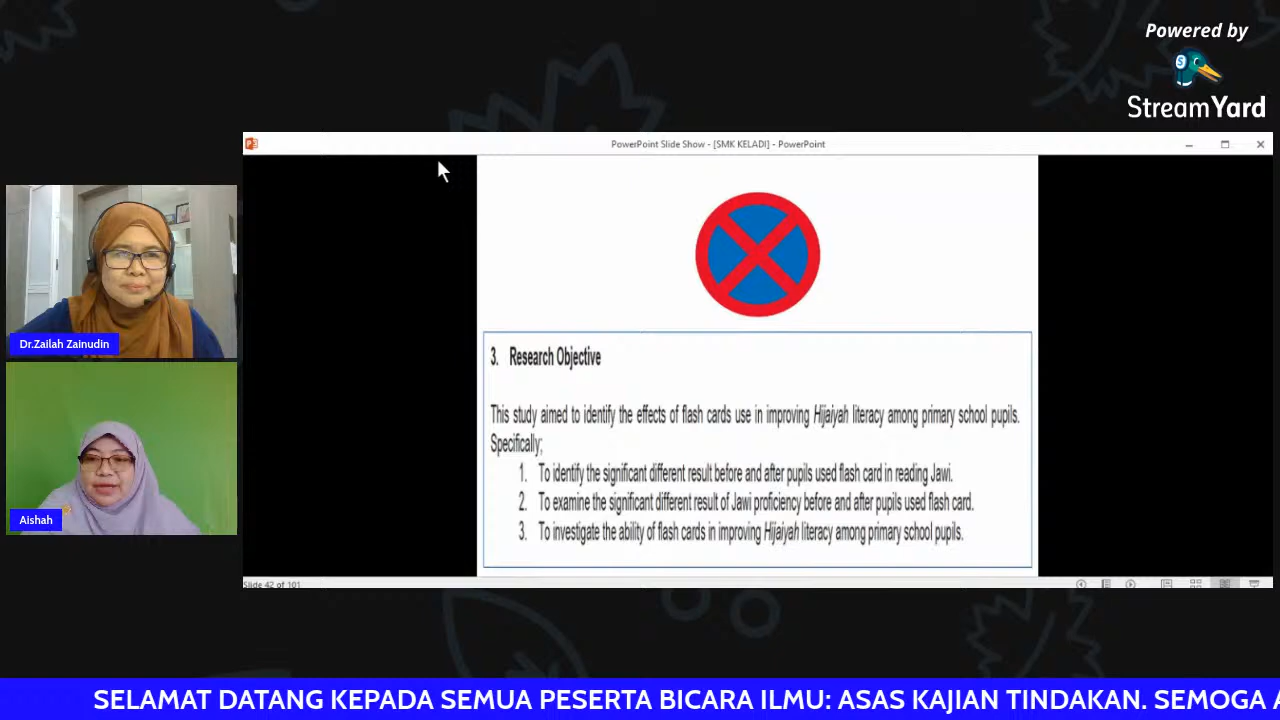 Powered by
StreamYard
PowerPoint Slide Show - [SMK KELADI] - PowerPoint
3. Research Objective
This study aimed to identify the effects of flash cards use in improving Hijaiyah literacy among primary school pupils.
Specifically;
1. To identify the significant different result before and after pupils used flash card in reading Jawi.
2. To examine the significant different result of Jawi proficiency before and after pupils used flash card.
3. To investigate the ability of flash cards in improving Hijaiyah literacy among primary school pupils.
Slide 42 of 101
Dr.Zailah Zainudin
Aishah
SELAMAT DATANG KEPADA SEMUA PESERTA BICARA ILMU: ASAS KAJIAN TINDAKAN. SEMOGA A